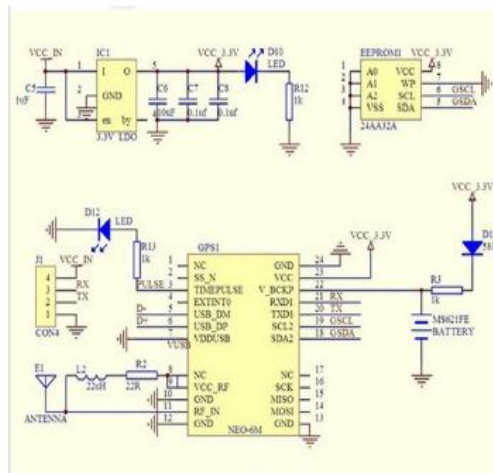 VCC_IN
IC1
VCC_3.3V
D10
LED
EEPROM1
1 I O 5
2 GND
3 en by
3.3V LDO
C5
1uF
C6
C7
0.1uf
C8
0.1uf
R12
1k
1 A0 VCC 8
2 A1 WP 7
3 A2 SCL 6 GSCL
4 VSS SDA 5 GSDA
24AA32A
VCC_3.3V
D12
LED
R13
1k
GPS1
VCC_3.3V
J1
VCC_IN
4
3 RX
2 TX
1
CON4
PULSE
D-
D+
VUSB
1 NC GND 24
2 SS_N VCC 23
3 TIMEPULSE V_BCKP 22
4 EXTINT0 RXD1 21 RX
5 USB_DM TXD1 20 TX
6 USB_DP SCL2 19 GSCL
7 VDDUSB SDA2 18 GSDA
8 NC NC 17
9 VCC_RF SCK 16
10 GND MISO 15
11 RF_IN MOSI 14
12 GND GND 13
NEO-6M
R3
1k
MS621FE
BATTERY
E1
L2
R2
22R
ANTENNA